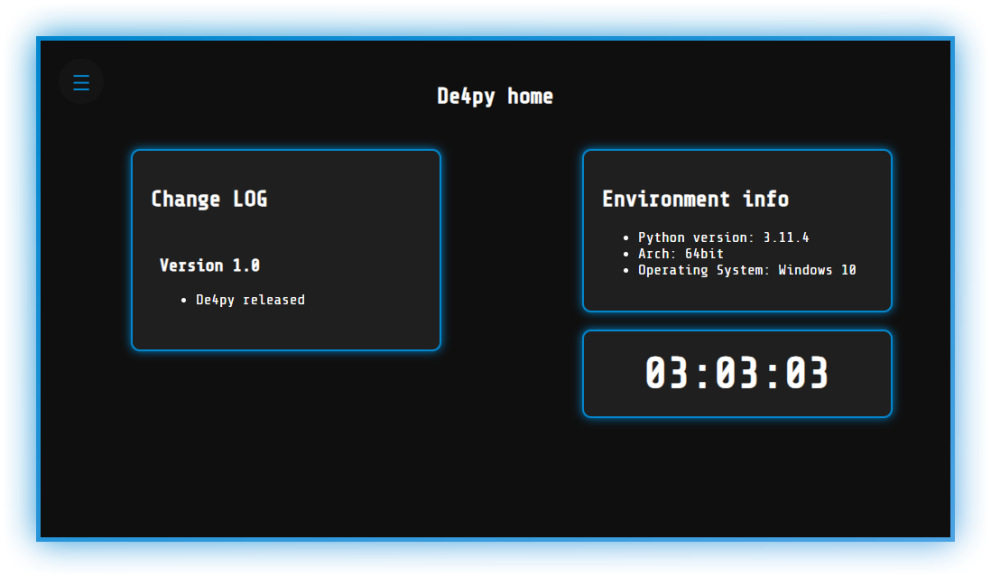 De4py home
Change LOG
Version 1.0
De4py released
Environment info
Python version: 3.11.4
Arch: 64bit
Operating System: Windows 10
03:03:03